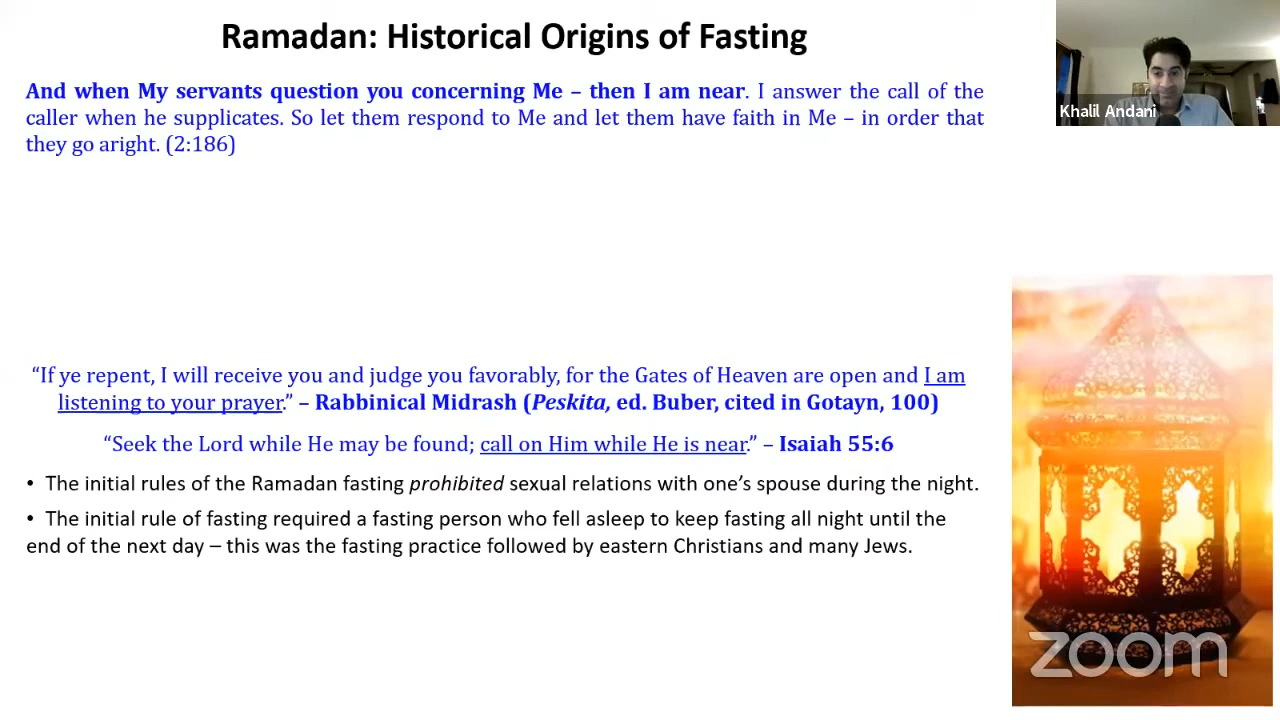 Ramadan: Historical Origins of Fasting
And when My servants question you concerning Me – then I am near. I answer the call of the
caller when he supplicates. So let them respond to Me and let them have faith in Me – in order that
they go aright. (2:186)
Khalil Andani
“If ye repent, I will receive you and judge you favorably, for the Gates of Heaven are open and I am
listening to your prayer.” – Rabbinical Midrash (Peskita, ed. Buber, cited in Gotayn, 100)
“Seek the Lord while He may be found; call on Him while He is near.” – Isaiah 55:6
• The initial rules of the Ramadan fasting prohibited sexual relations with one’s spouse during the night.
• The initial rule of fasting required a fasting person who fell asleep to keep fasting all night until the
end of the next day – this was the fasting practice followed by eastern Christians and many Jews.
zoom